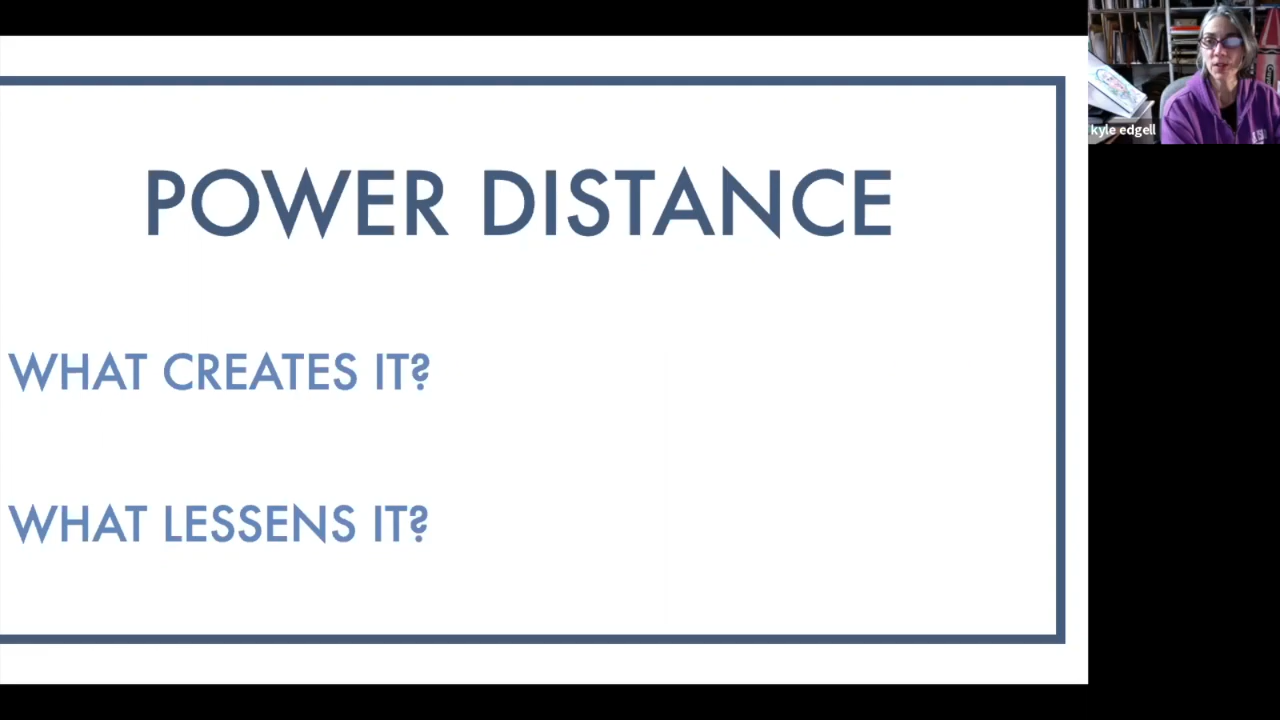 POWER DISTANCE
WHAT CREATES IT?
WHAT LESSENS IT?
kyle edgell